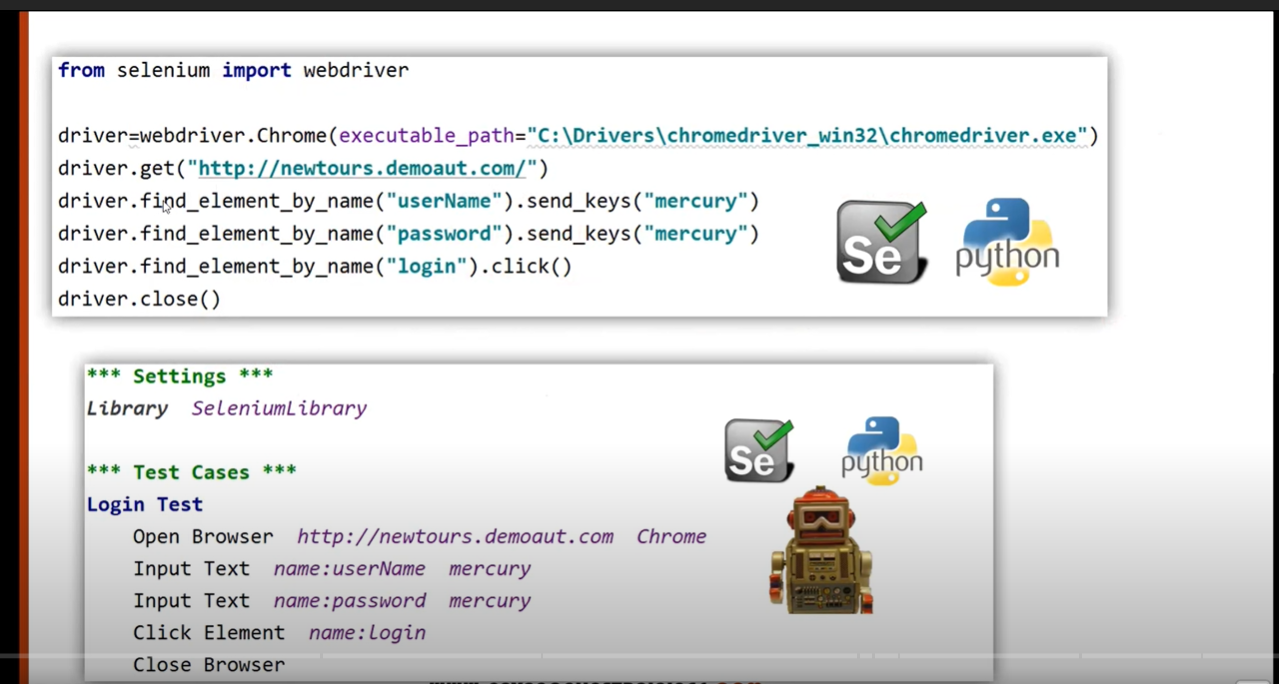 from selenium import webdriver
driver=webdriver.Chrome(executable_path="C:\Drivers\chromedriver_win32\chromedriver.exe")
driver.get("http://newtours.demoaut.com/")
driver.find_element_by_name("userName").send_keys("mercury")
driver.find_element_by_name("password").send_keys("mercury")
driver.find_element_by_name("login").click()
driver.close()
Se
python
*** Settings ***
Library SeleniumLibrary
*** Test Cases ***
Login Test
Open Browser http://newtours.demoaut.com Chrome
Input Text name:userName mercury
Input Text name:password mercury
Click Element name:Login
Close Browser
Se
python